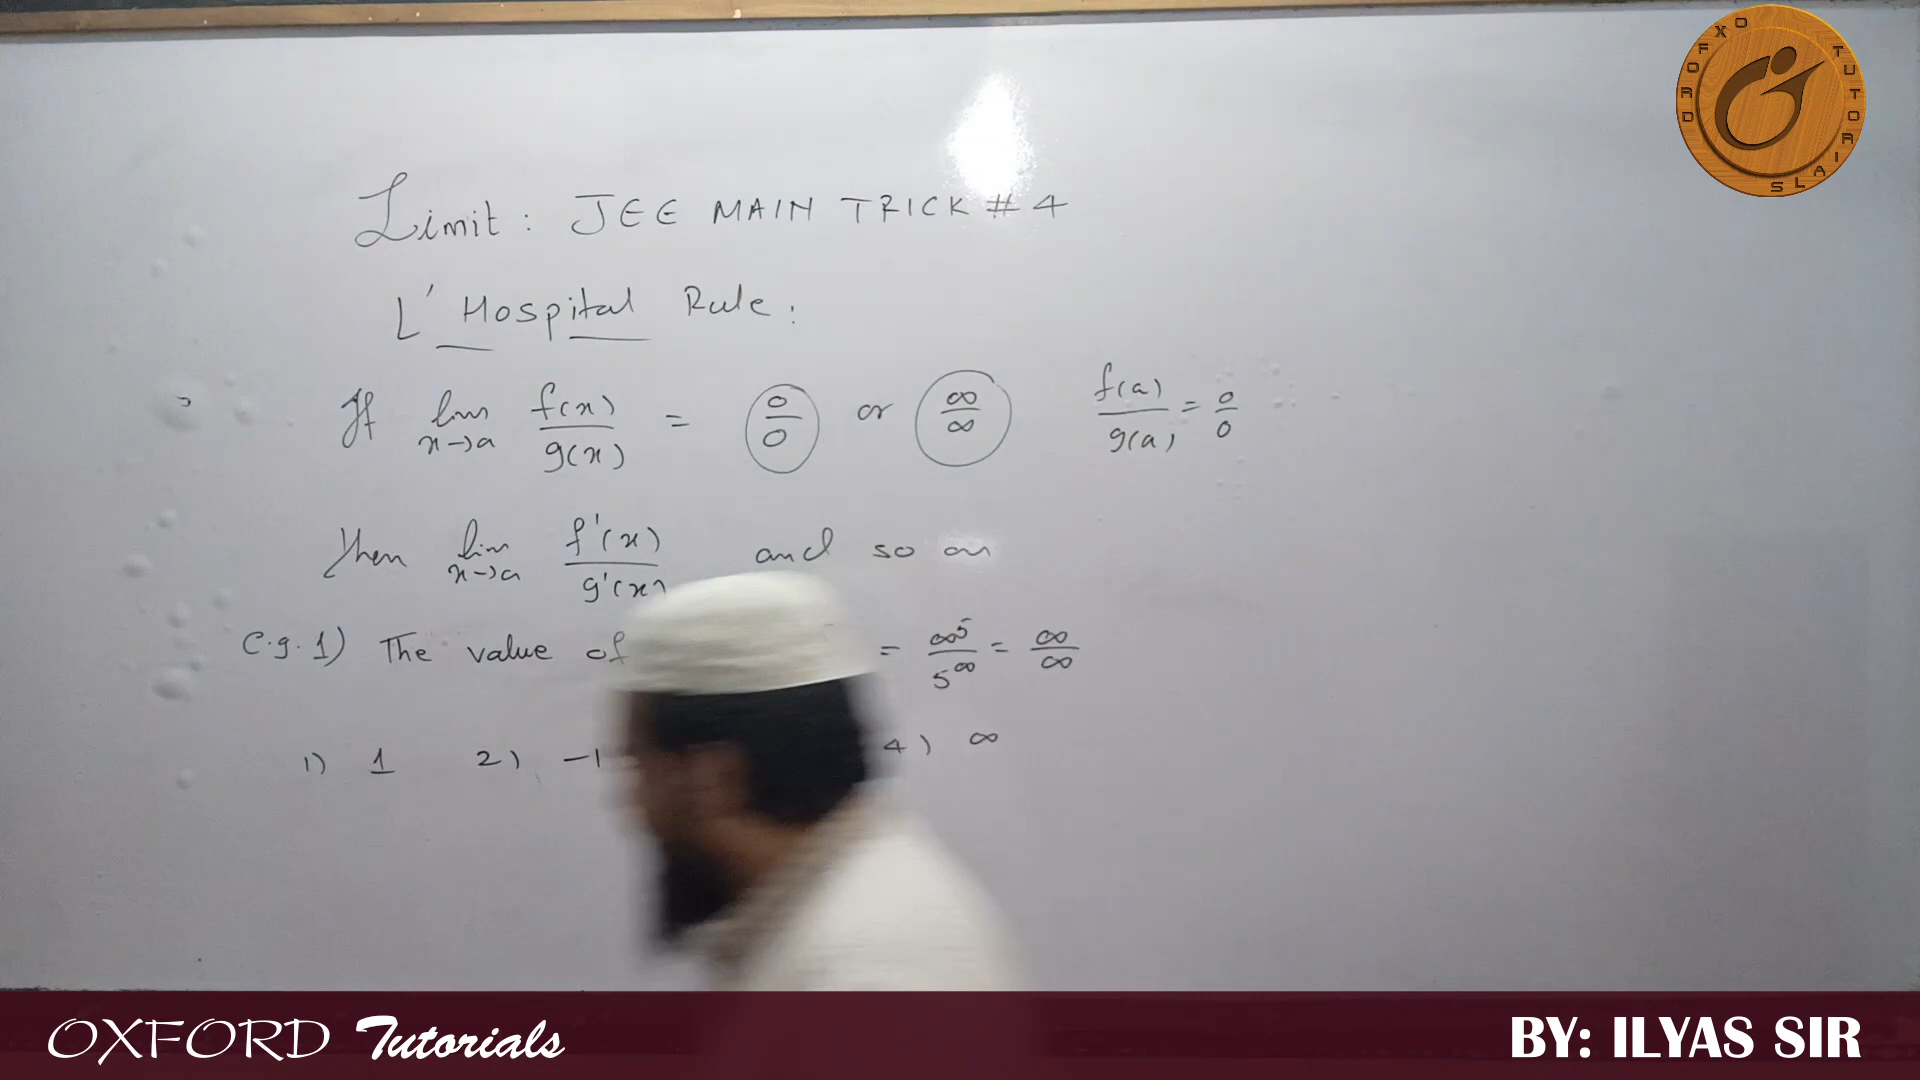 OXFORD TUTORIALS
Limit: JEE MAIN TRICK # 4
L' Hospital Rule:
If lim x→a f(x)/g(x) = 0/0 or ∞/∞ f(a)/g(a) = 0/0
Then lim x→a f'(x)/g'(x) and so on
e.g. 1) The value of = ∞^5/5^∞ = ∞/∞
1) 1 2) -1 4) ∞
OXFORD Tutorials BY: ILYAS SIR